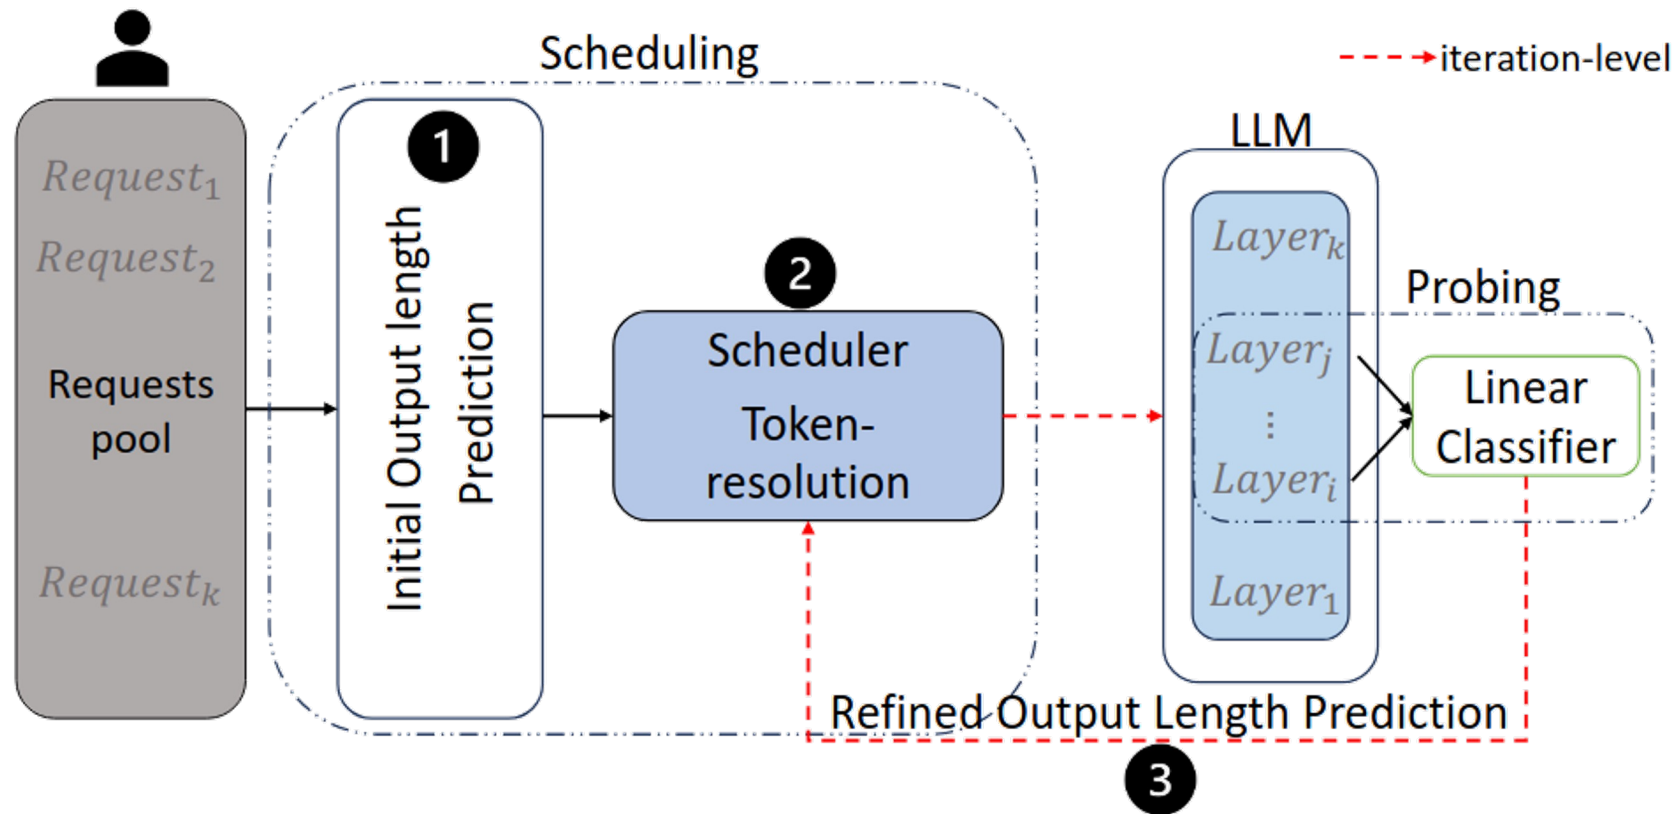 Scheduling
iteration-level
Request₁
Request₂
Requests
pool
Requestₖ
1
Initial Output length
Prediction
2
Scheduler
Token-
resolution
LLM
Layerₖ
Layerⱼ
⋮
Layerᵢ
Layer₁
Probing
Linear
Classifier
Refined Output Length Prediction
3